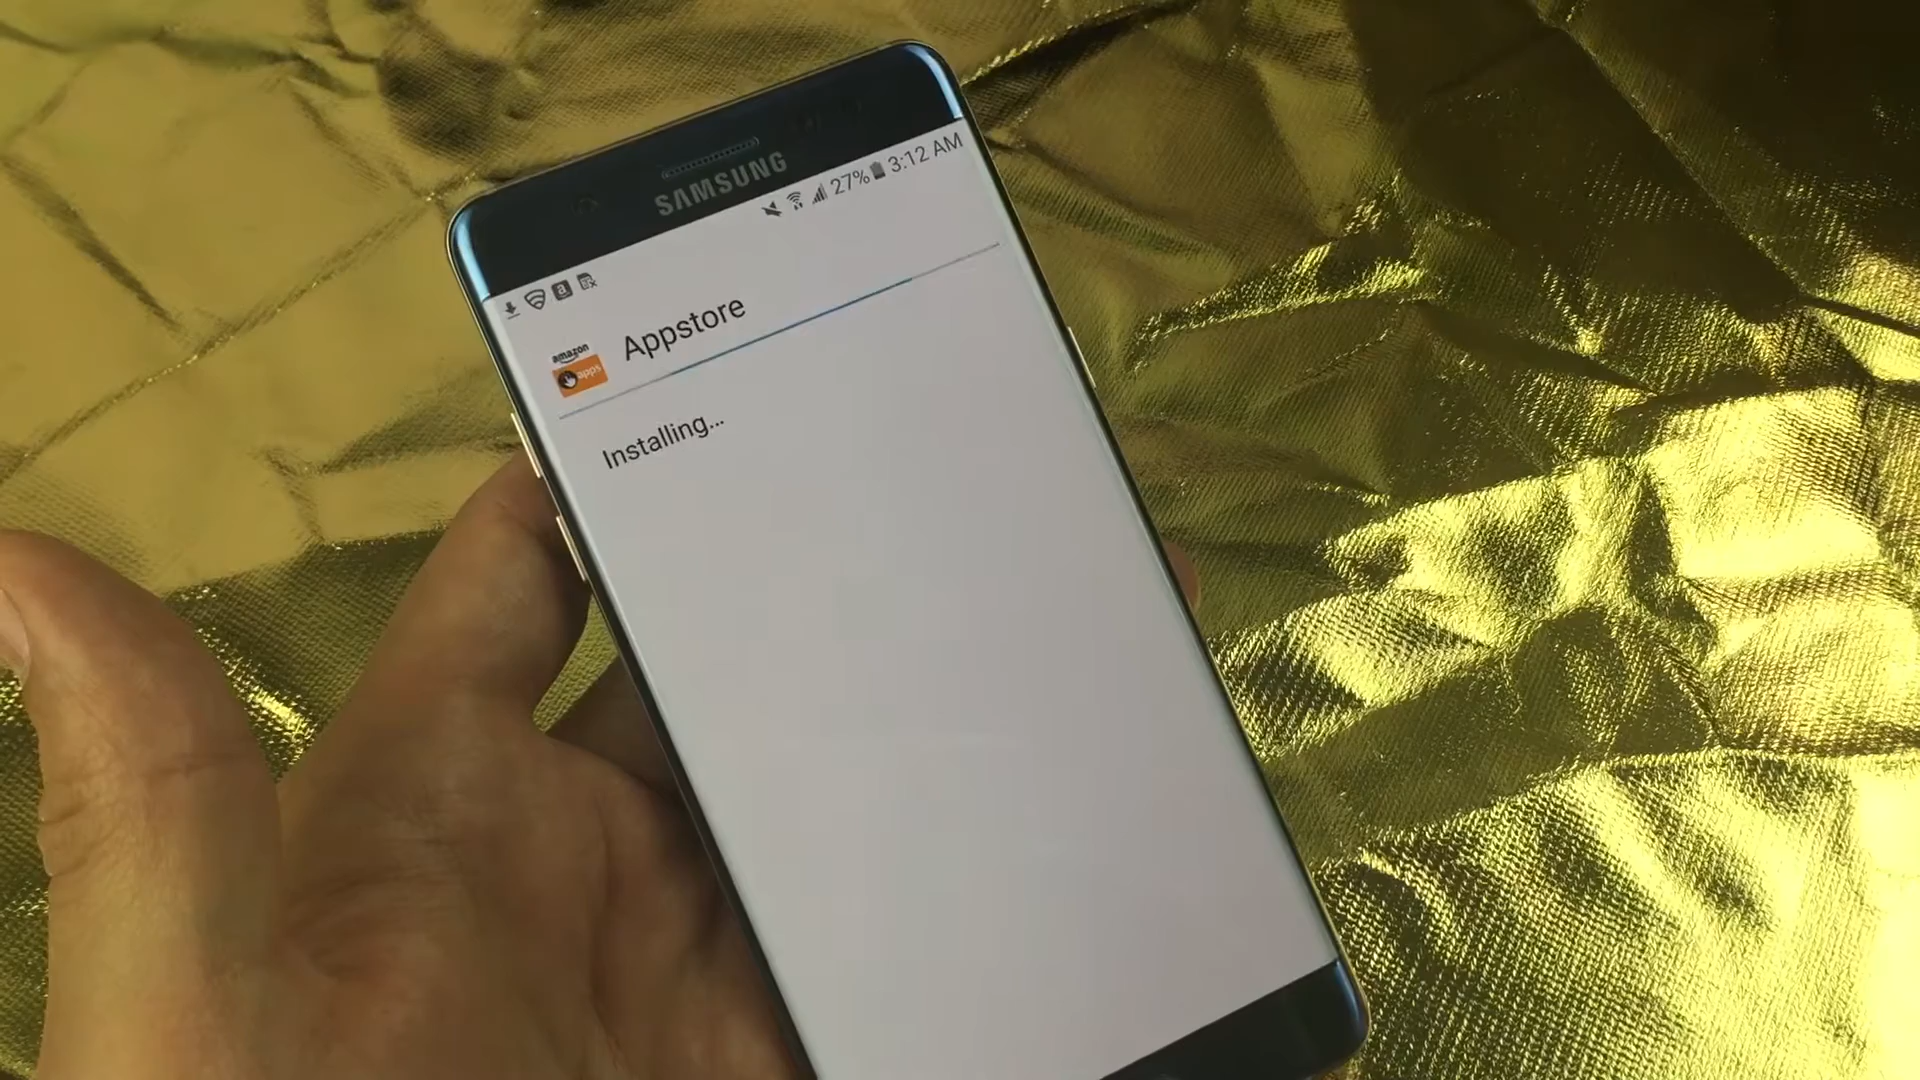 SAMSUNG
27% 3:12 AM
a
amazon
apps
Appstore
Installing...